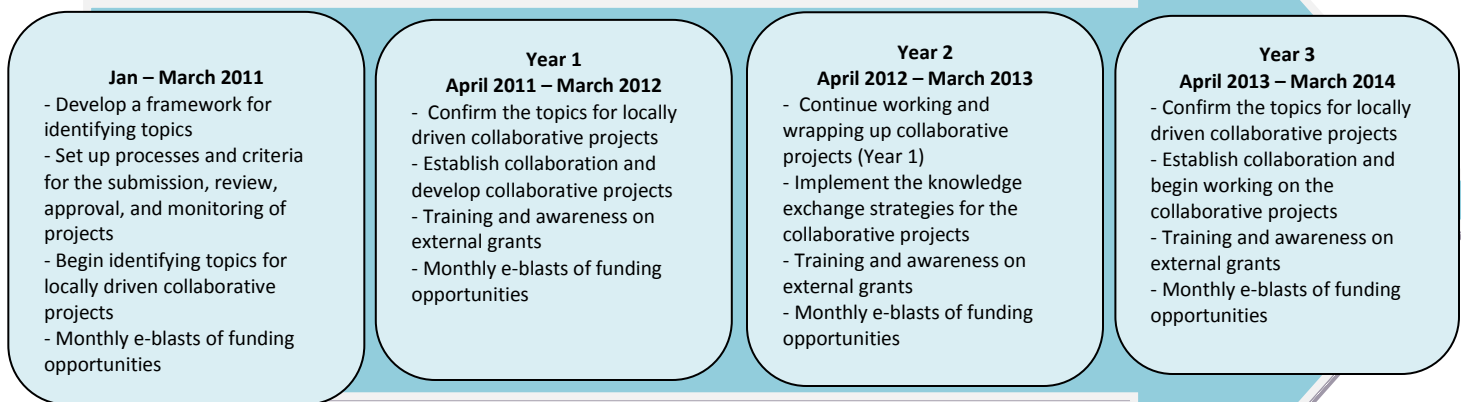 Jan – March 2011
- Develop a framework for
identifying topics
- Set up processes and criteria
for the submission, review,
approval, and monitoring of
projects
- Begin identifying topics for
locally driven collaborative
projects
- Monthly e-blasts of funding
opportunities
Year 1
April 2011 – March 2012
- Confirm the topics for locally
driven collaborative projects
- Establish collaboration and
develop collaborative projects
- Training and awareness on
external grants
- Monthly e-blasts of funding
opportunities
Year 2
April 2012 – March 2013
- Continue working and
wrapping up collaborative
projects (Year 1)
- Implement the knowledge
exchange strategies for the
collaborative projects
- Training and awareness on
external grants
- Monthly e-blasts of funding
opportunities
Year 3
April 2013 – March 2014
- Confirm the topics for locally
driven collaborative projects
- Establish collaboration and
begin working on the
collaborative projects
- Training and awareness on
external grants
- Monthly e-blasts of funding
opportunities